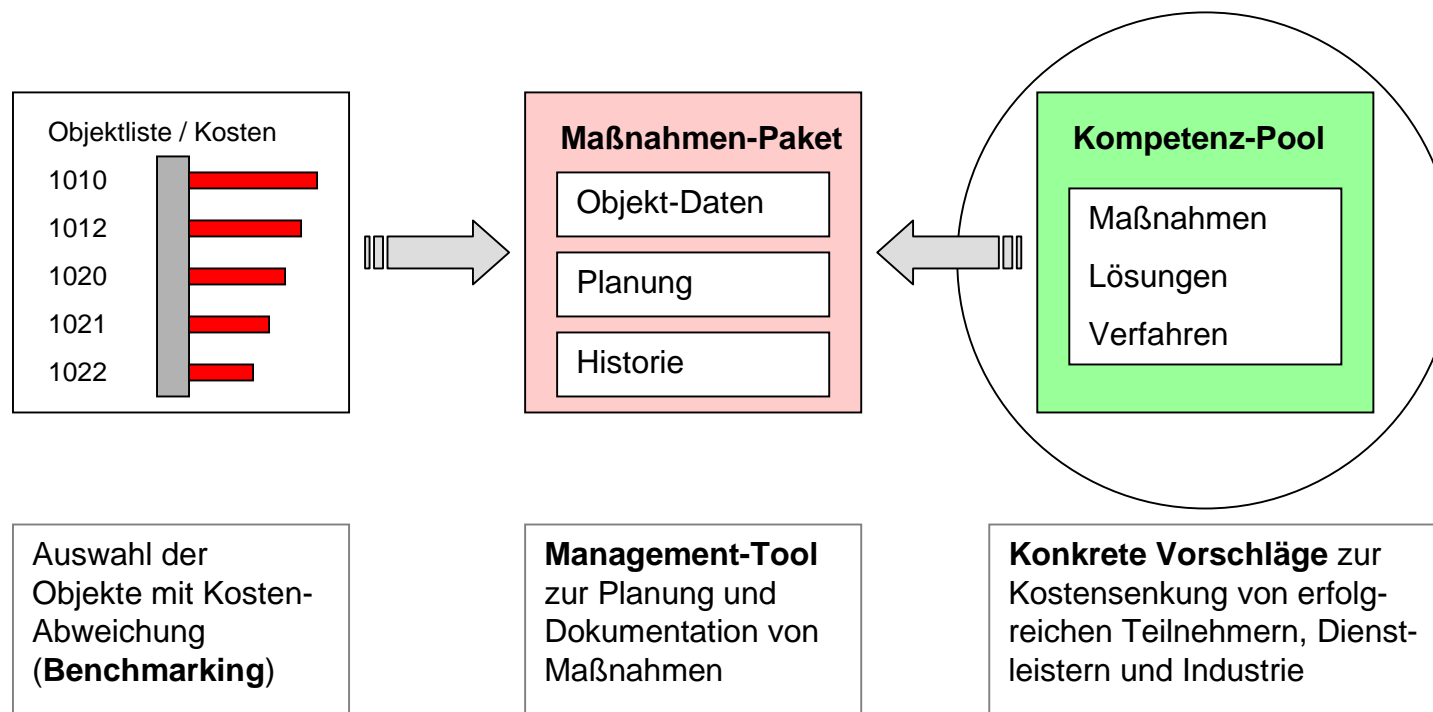 Objektliste / Kosten
1010
1012
1020
1021
1022
Maßnahmen-Paket
Objekt-Daten
Planung
Historie
Kompetenz-Pool
Maßnahmen
Lösungen
Verfahren
Auswahl der
Objekte mit Kosten-
Abweichung
(Benchmarking)
Management-Tool
zur Planung und
Dokumentation von
Maßnahmen
Konkrete Vorschläge zur
Kostensenkung von erfolg-
reichen Teilnehmern, Dienst-
leistern und Industrie